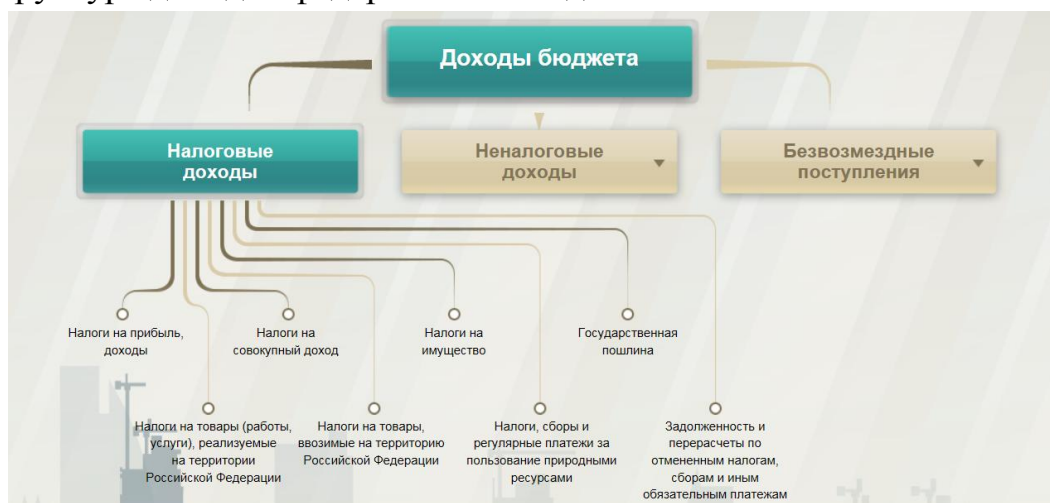 Доходы бюджета
Налоговые
доходы
Неналоговые
доходы
Безвозмездные
поступления
Налоги на прибыль,
доходы
Налоги на
совокупный доход
Налоги на
имущество
Государственная
пошлина
Налоги на товары (работы,
услуги), реализуемые
на территории
Российской Федерации
Налоги на товары,
ввозимые на территорию
Российской Федерации
Налоги, сборы и
регулярные платежи за
пользование природными
ресурсами
Задолженность и
перерасчеты по
отмененным налогам,
сборам и иным
обязательным платежам